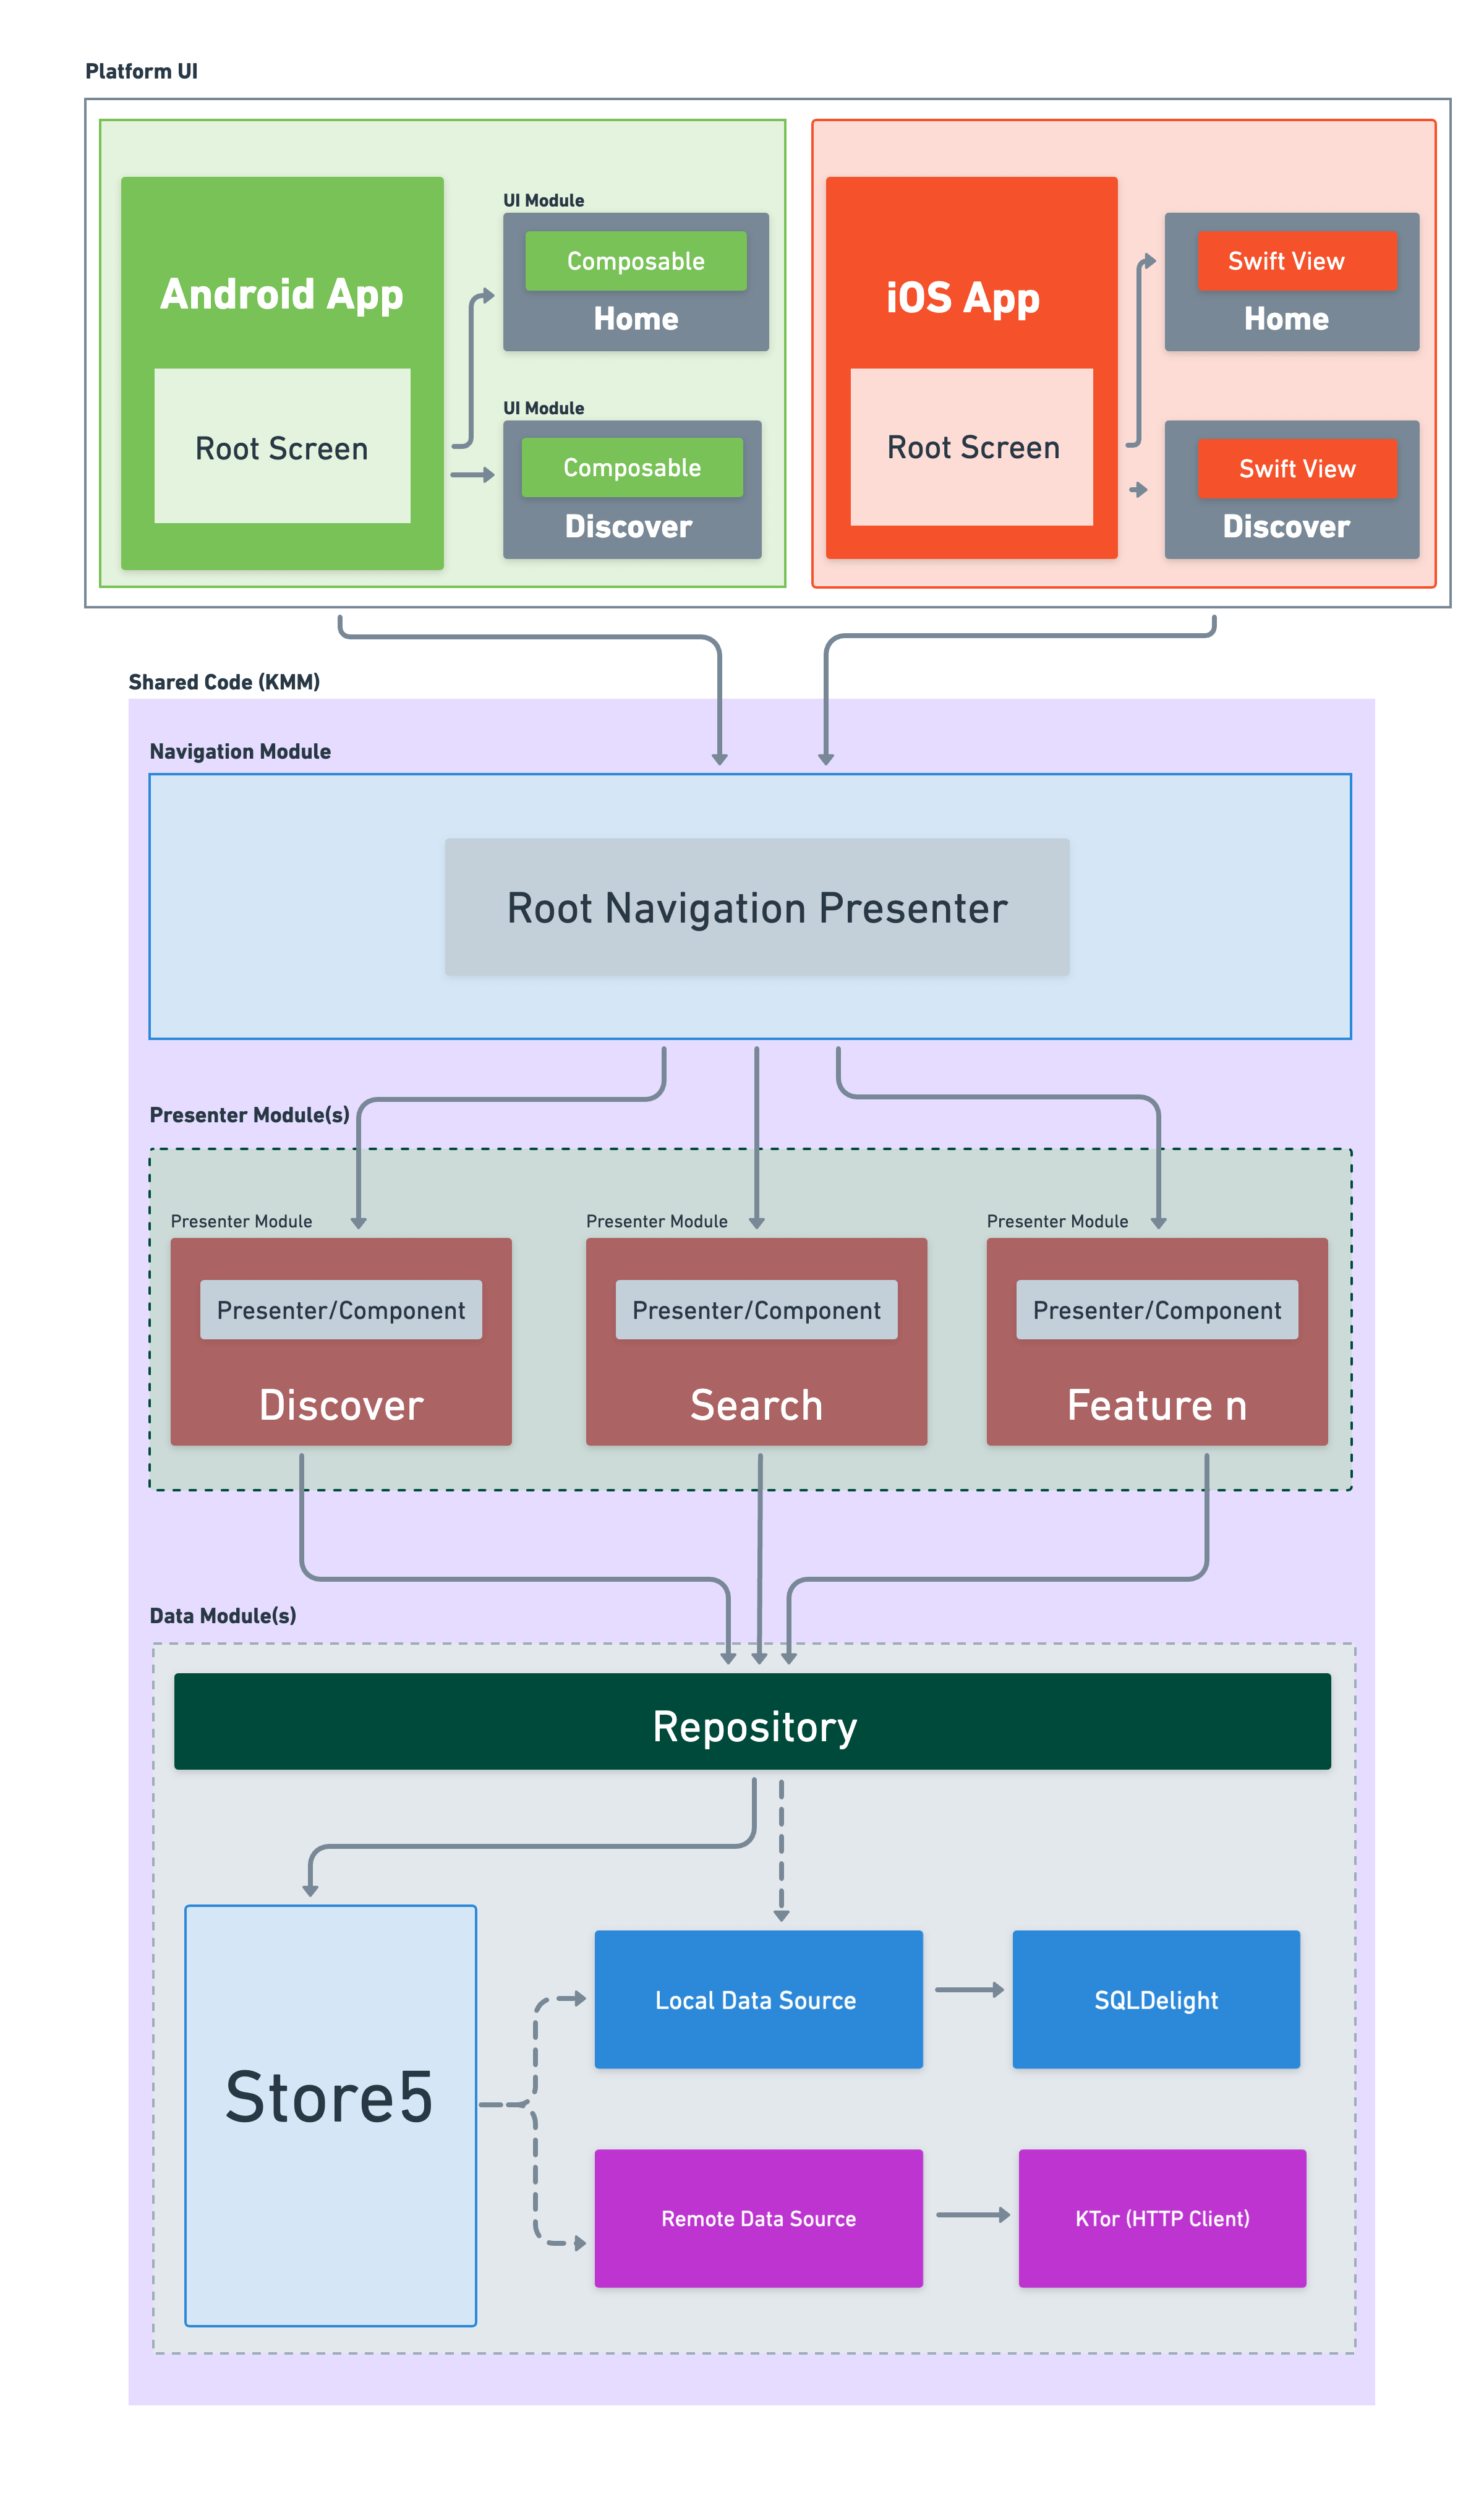 Platform UI
Android App
Root Screen
UI Module
Composable
Home
UI Module
Composable
Discover
iOS App
Root Screen
Swift View
Home
Swift View
Discover
Shared Code (KMM)
Navigation Module
Root Navigation Presenter
Presenter Module(s)
Presenter Module
Presenter/Component
Discover
Presenter Module
Presenter/Component
Search
Presenter Module
Presenter/Component
Feature n
Data Module(s)
Repository
Store5
Local Data Source
SQLDelight
Remote Data Source
KTor (HTTP Client)